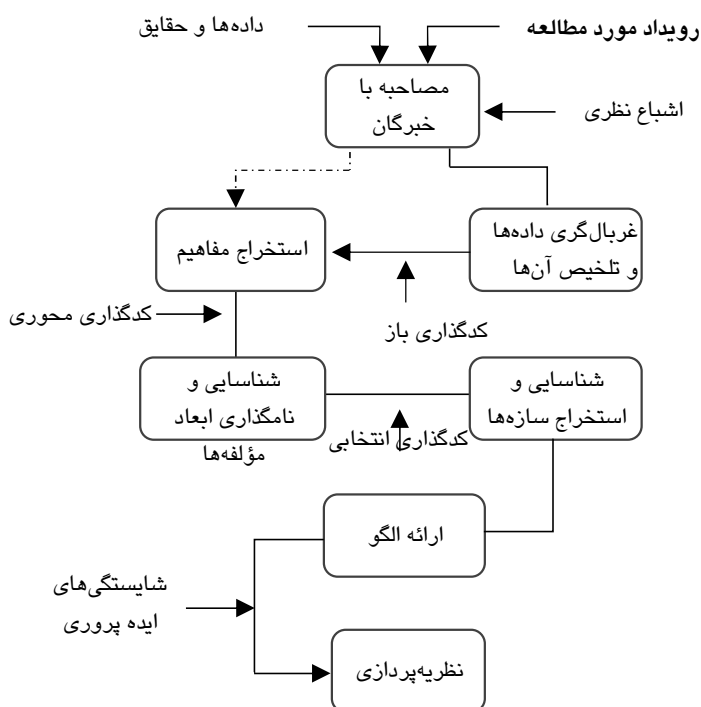 رویداد مورد مطالعه
داده‌ها و حقایق
مصاحبه با
خبرگان
اشباع نظری
غربال‌گری داده‌ها
و تلخیص آن‌ها
استخراج مفاهیم
کدگذاری باز
کدگذاری محوری
شناسایی و
نامگذاری ابعاد
مؤلفه‌ها
کدگذاری انتخابی
شناسایی و
استخراج سازه‌ها
ارائه الگو
شایستگی‌های
ایده پروری
نظریه‌پردازی